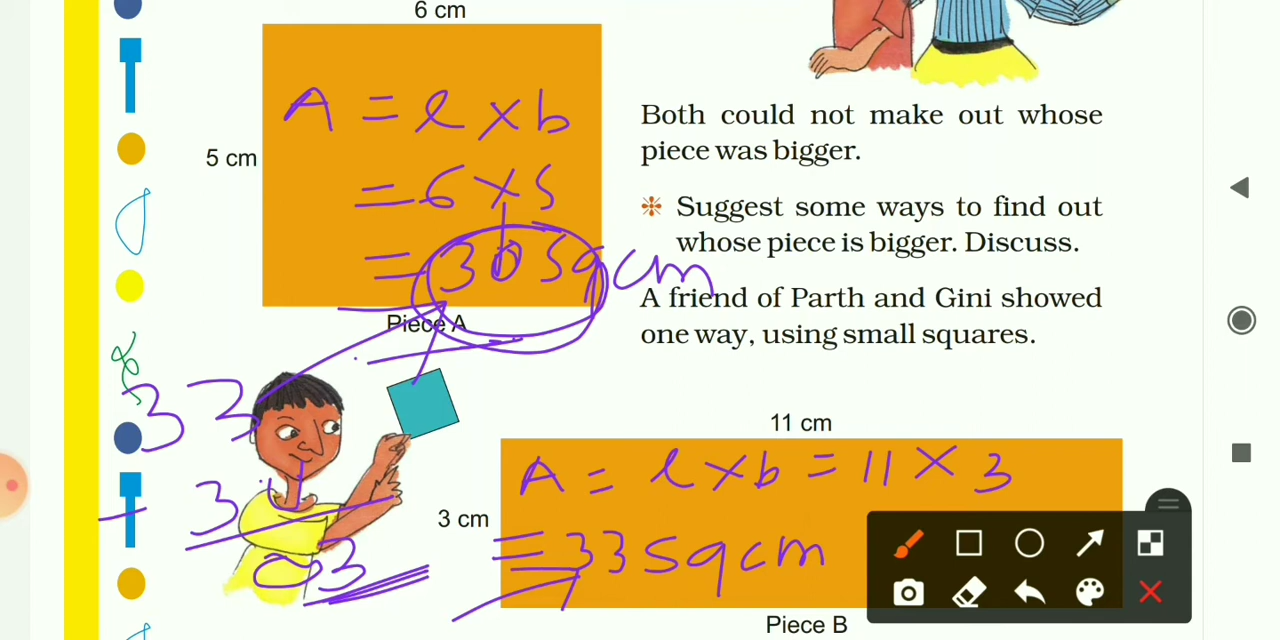 6 cm
A = l × b
5 cm
= 6 × 5
= 30 sq cm
Piece A
Both could not make out whose
piece was bigger.
Suggest some ways to find out
whose piece is bigger. Discuss.
A friend of Parth and Gini showed
one way, using small squares.
33
- 30
03
11 cm
3 cm
A = l × b = 11 × 3
= 33 sq cm
Piece B